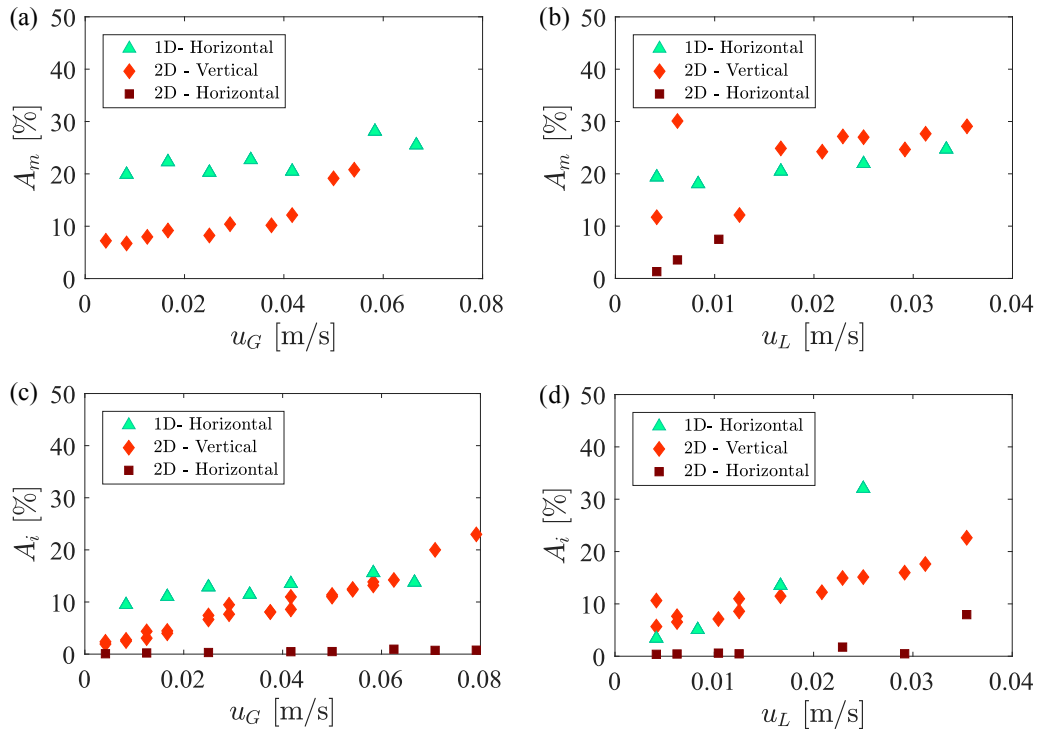 (a)
50
40
30
20
10
0
A_m [%]
1D- Horizontal
2D - Vertical
2D - Horizontal
0 0.02 0.04 0.06 0.08
u_G [m/s]
(b)
50
40
30
20
10
0
A_m [%]
1D- Horizontal
2D - Vertical
2D - Horizontal
0 0.01 0.02 0.03 0.04
u_L [m/s]
(c)
50
40
30
20
10
0
A_i [%]
1D- Horizontal
2D - Vertical
2D - Horizontal
0 0.02 0.04 0.06 0.08
u_G [m/s]
(d)
50
40
30
20
10
0
A_i [%]
1D- Horizontal
2D - Vertical
2D - Horizontal
0 0.01 0.02 0.03 0.04
u_L [m/s]